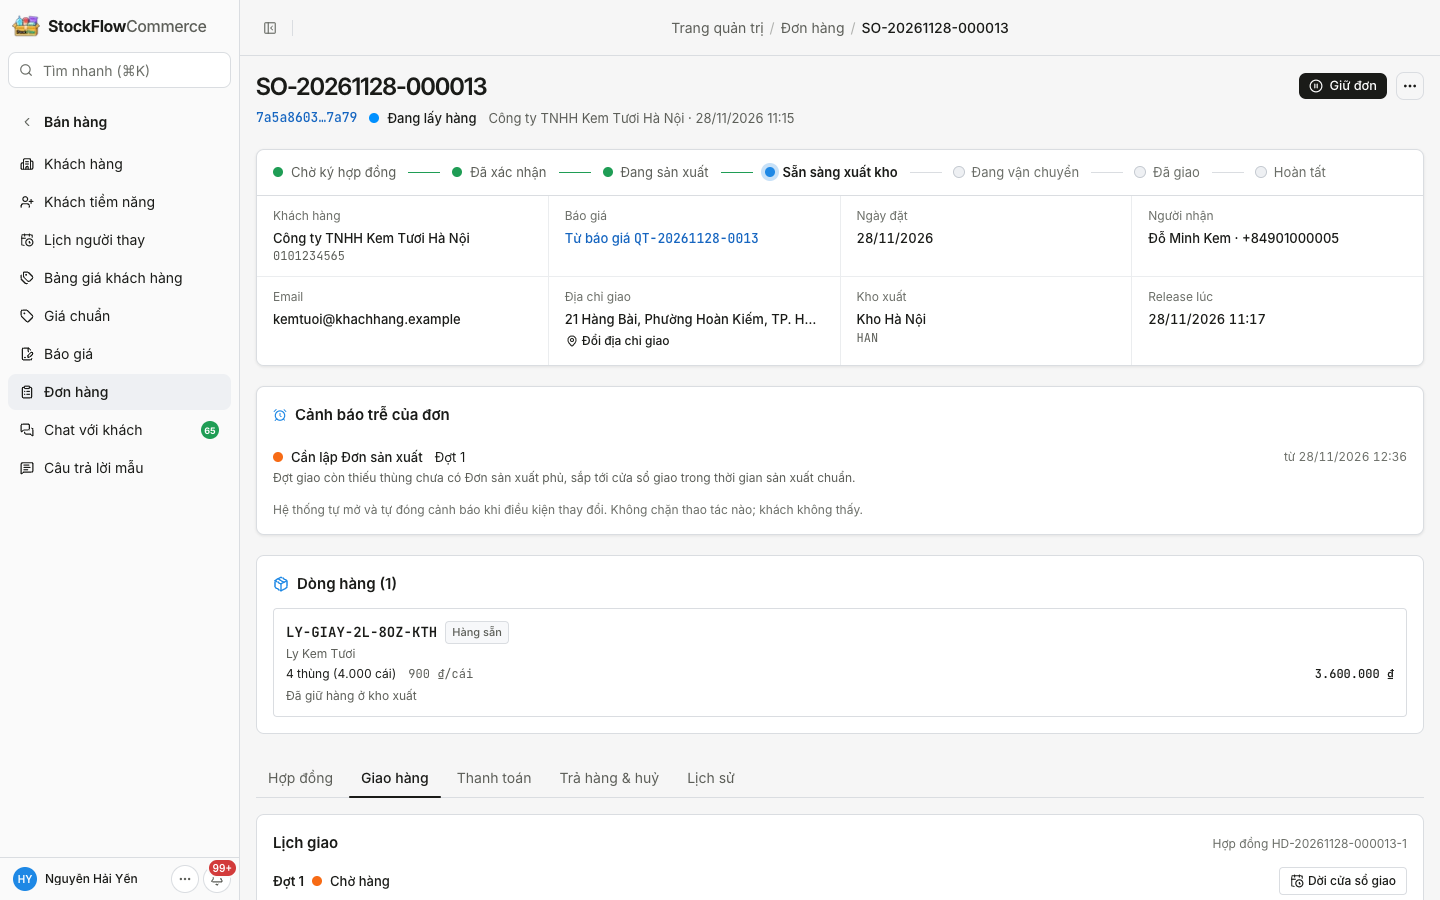 StockFlowCommerce
Tìm nhanh (⌘K)
Bán hàng
Khách hàng
Khách tiềm năng
Lịch người thay
Bảng giá khách hàng
Giá chuẩn
Báo giá
Đơn hàng
Chat với khách
65
Câu trả lời mẫu
HY
Nguyễn Hải Yến
99+
Trang quản trị / Đơn hàng / SO-20261128-000013
SO-20261128-000013
Giữ đơn
7a5a8603…7a79 Đang lấy hàng Công ty TNHH Kem Tươi Hà Nội · 28/11/2026 11:15
Chờ ký hợp đồng
Đã xác nhận
Đang sản xuất
Sẵn sàng xuất kho
Đang vận chuyển
Đã giao
Hoàn tất
Khách hàng
Công ty TNHH Kem Tươi Hà Nội
0101234565
Báo giá
Từ báo giá QT-20261128-0013
Ngày đặt
28/11/2026
Người nhận
Đỗ Minh Kem · +84901000005
Email
kemtuoi@khachhang.example
Địa chỉ giao
21 Hàng Bài, Phường Hoàn Kiếm, TP. H...
Đổi địa chỉ giao
Kho xuất
Kho Hà Nội
HAN
Release lúc
28/11/2026 11:17
Cảnh báo trễ của đơn
Cần lập Đơn sản xuất Đợt 1
từ 28/11/2026 12:36
Đợt giao còn thiếu thùng chưa có Đơn sản xuất phủ, sắp tới cửa sổ giao trong thời gian sản xuất chuẩn.
Hệ thống tự mở và tự đóng cảnh báo khi điều kiện thay đổi. Không chặn thao tác nào; khách không thấy.
Dòng hàng (1)
LY-GIAY-2L-8OZ-KTH Hàng sẵn
Ly Kem Tươi
4 thùng (4.000 cái) 900 ₫/cái
3.600.000 ₫
Đã giữ hàng ở kho xuất
Hợp đồng
Giao hàng
Thanh toán
Trả hàng & huỷ
Lịch sử
Lịch giao
Hợp đồng HD-20261128-000013-1
Đợt 1 Chờ hàng
Dời cửa sổ giao